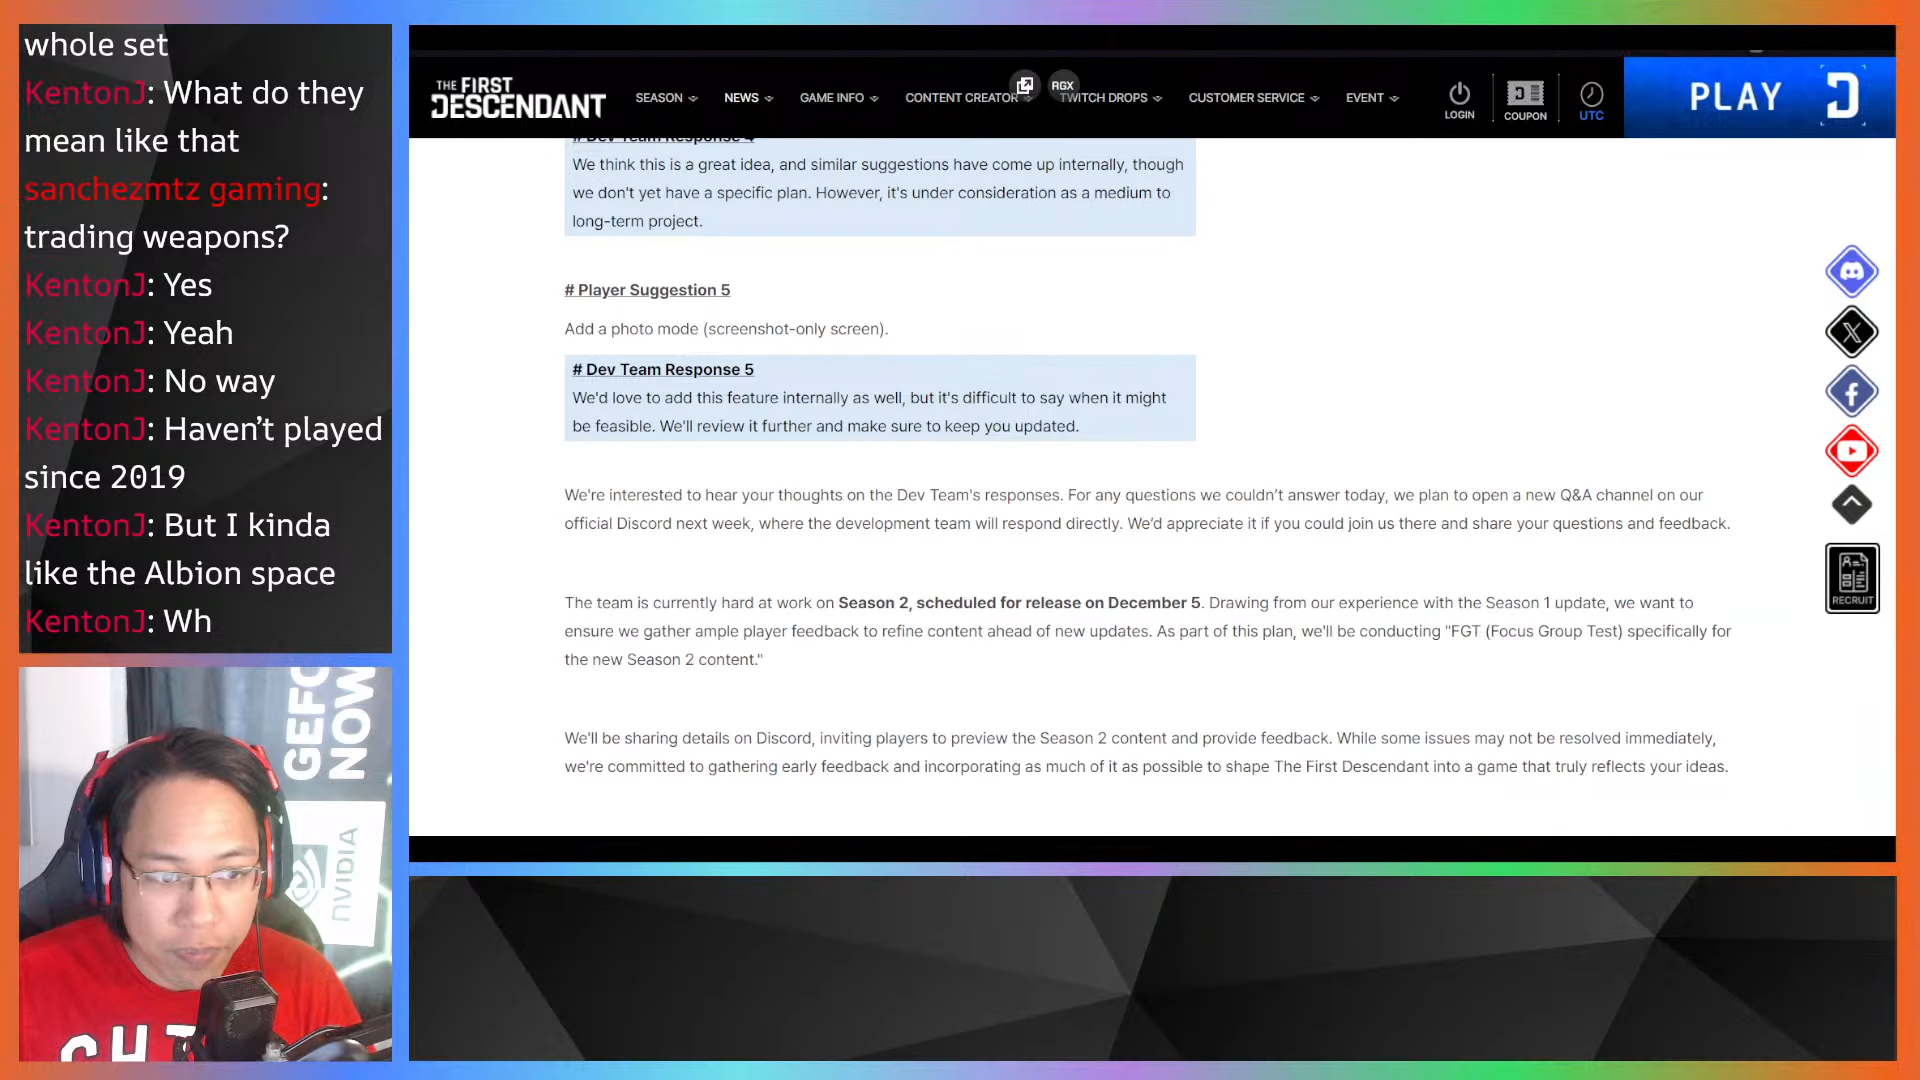 whole set
KentonJ: What do they
mean like that
sanchezmtz gaming:
trading weapons?
KentonJ: Yes
KentonJ: Yeah
KentonJ: No way
KentonJ: Haven't played
since 2019
KentonJ: But I kinda
like the Albion space
KentonJ: Wh
THE FIRST
DESCENDANT
SEASON
NEWS
GAME INFO
CONTENT CREATOR
RGX
TWITCH DROPS
CUSTOMER SERVICE
EVENT
LOGIN
COUPON
UTC
PLAY
# Dev Team Response 4
We think this is a great idea, and similar suggestions have come up internally, though
we don't yet have a specific plan. However, it's under consideration as a medium to
long-term project.
# Player Suggestion 5
Add a photo mode (screenshot-only screen).
# Dev Team Response 5
We'd love to add this feature internally as well, but it's difficult to say when it might
be feasible. We'll review it further and make sure to keep you updated.
We're interested to hear your thoughts on the Dev Team's responses. For any questions we couldn't answer today, we plan to open a new Q&A channel on our
official Discord next week, where the development team will respond directly. We'd appreciate it if you could join us there and share your questions and feedback.
The team is currently hard at work on Season 2, scheduled for release on December 5. Drawing from our experience with the Season 1 update, we want to
ensure we gather ample player feedback to refine content ahead of new updates. As part of this plan, we'll be conducting "FGT (Focus Group Test) specifically for
the new Season 2 content."
We'll be sharing details on Discord, inviting players to preview the Season 2 content and provide feedback. While some issues may not be resolved immediately,
we're committed to gathering early feedback and incorporating as much of it as possible to shape The First Descendant into a game that truly reflects your ideas.
RECRUIT
GEFO
NOW
NVIDIA